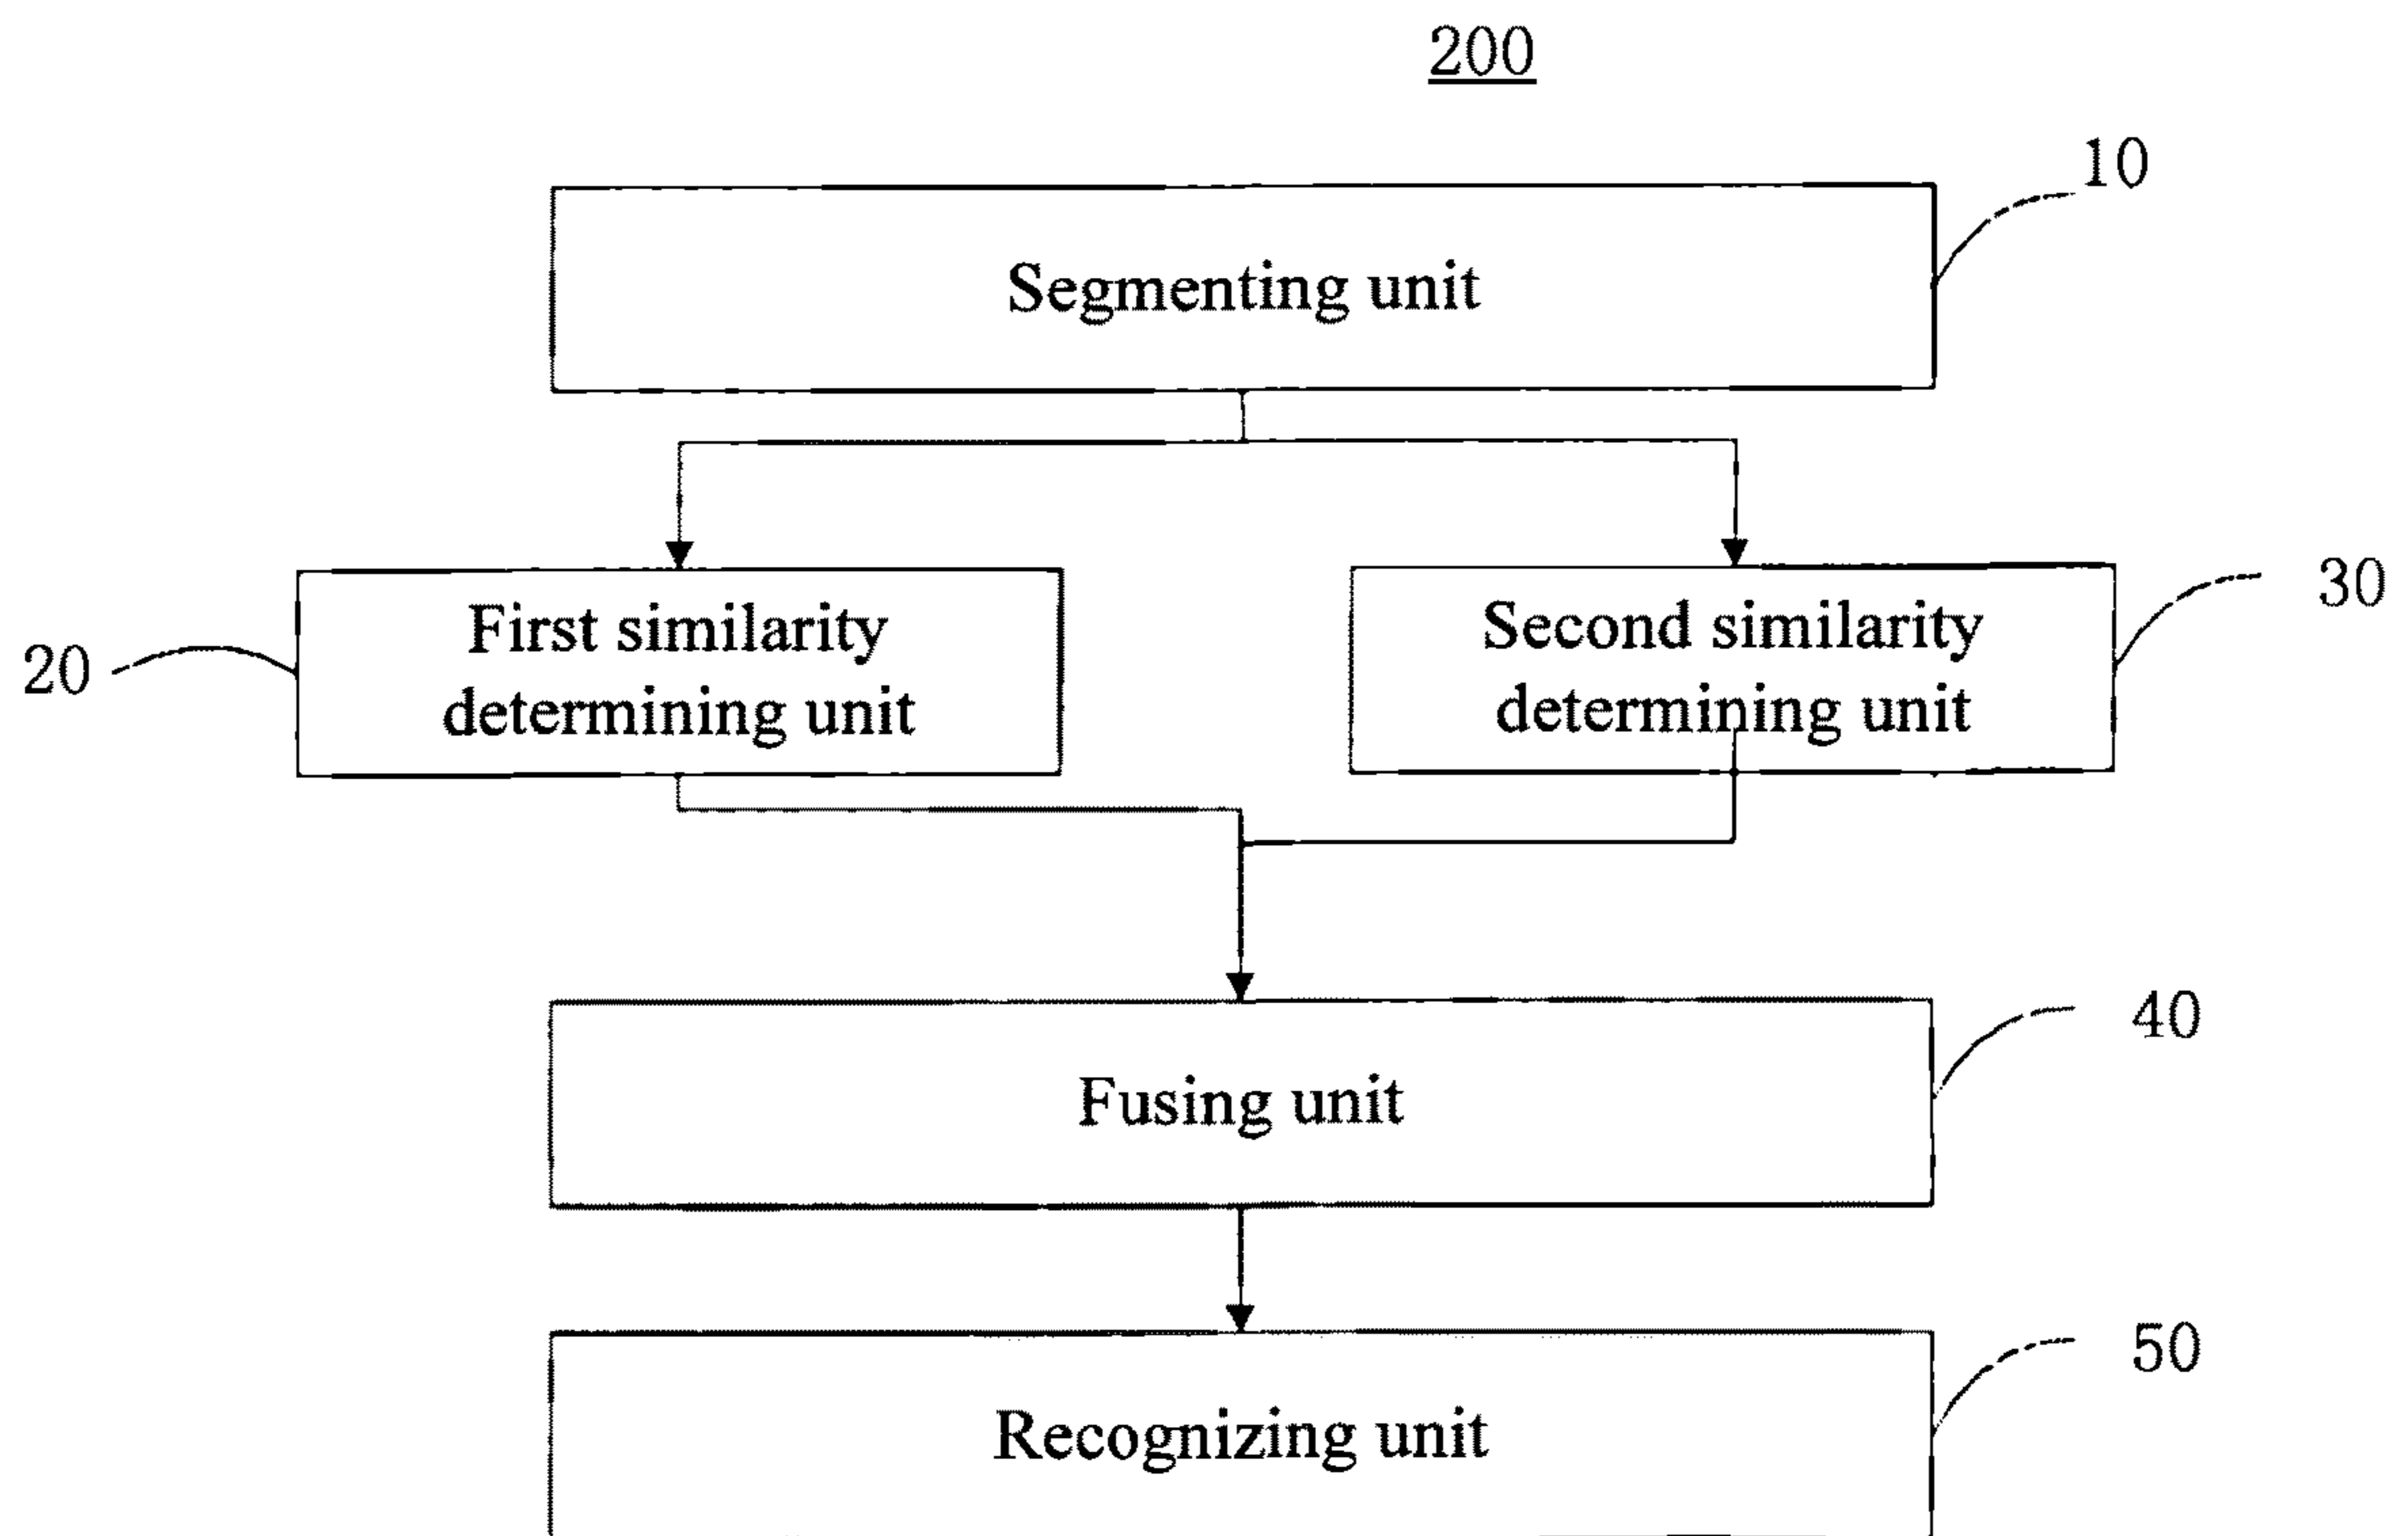 200
10
Segmenting unit
20
First similarity
determining unit
Second similarity
determining unit
30
Fusing unit
40
Recognizing unit
50